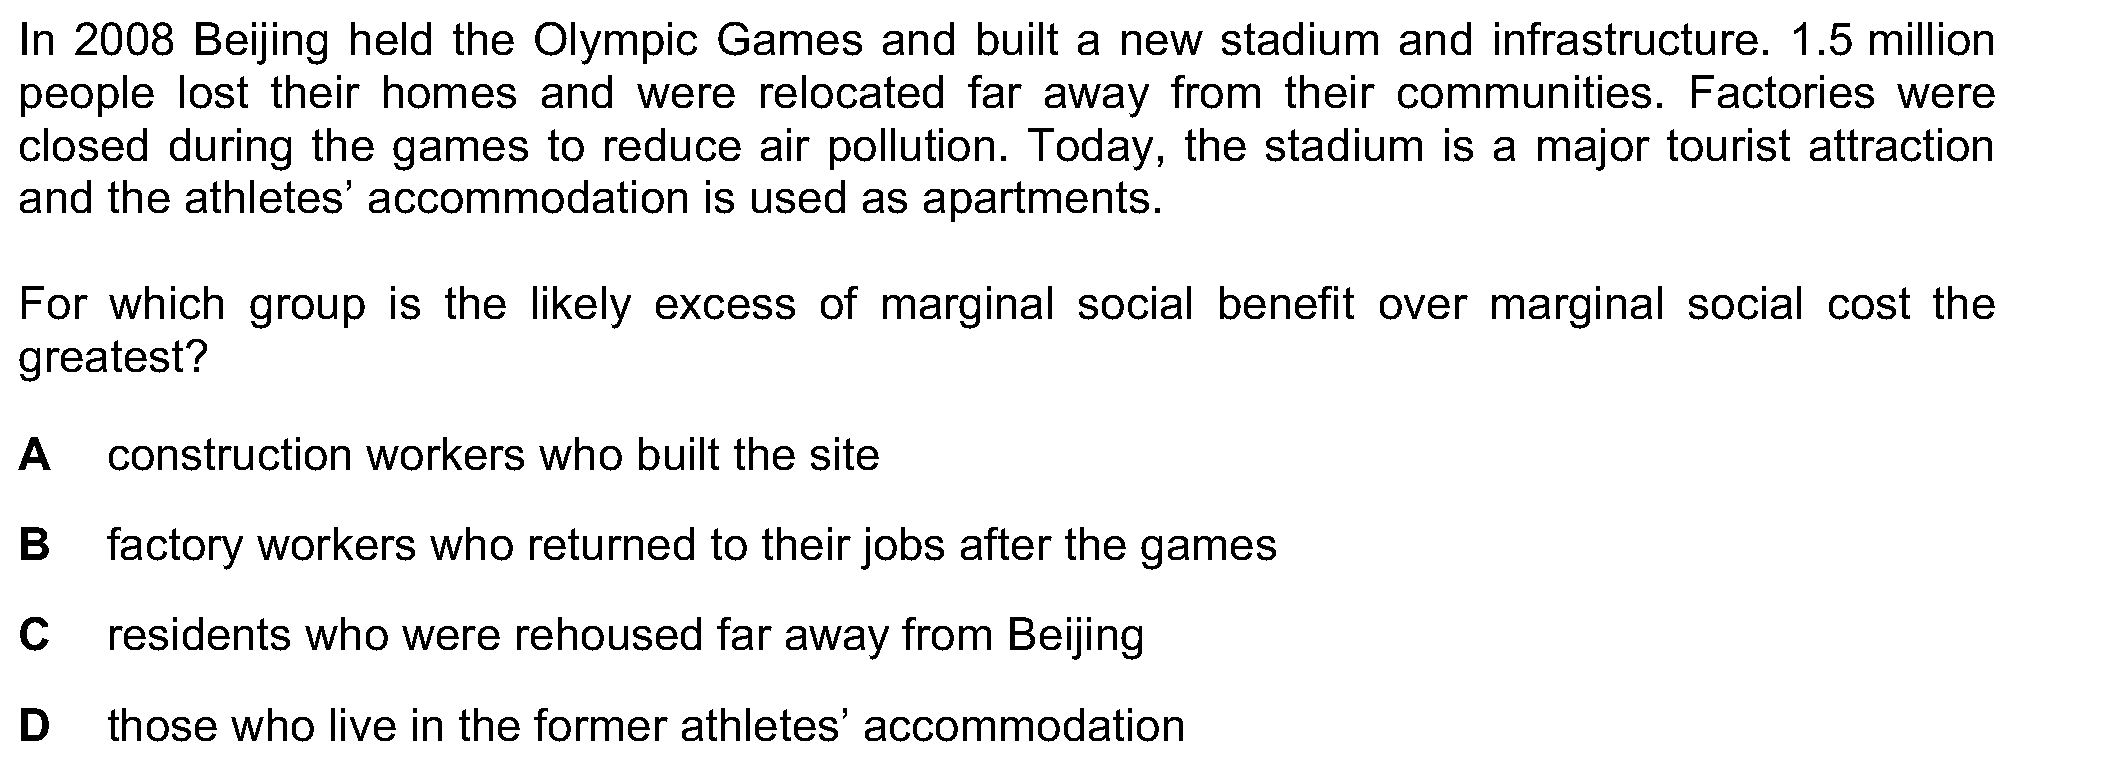 In 2008 Beijing held the Olympic Games and built a new stadium and infrastructure. 1.5 million
people lost their homes and were relocated far away from their communities. Factories were
closed during the games to reduce air pollution. Today, the stadium is a major tourist attraction
and the athletes’ accommodation is used as apartments.
For which group is the likely excess of marginal social benefit over marginal social cost the
greatest?
A construction workers who built the site
B factory workers who returned to their jobs after the games
C residents who were rehoused far away from Beijing
D those who live in the former athletes’ accommodation